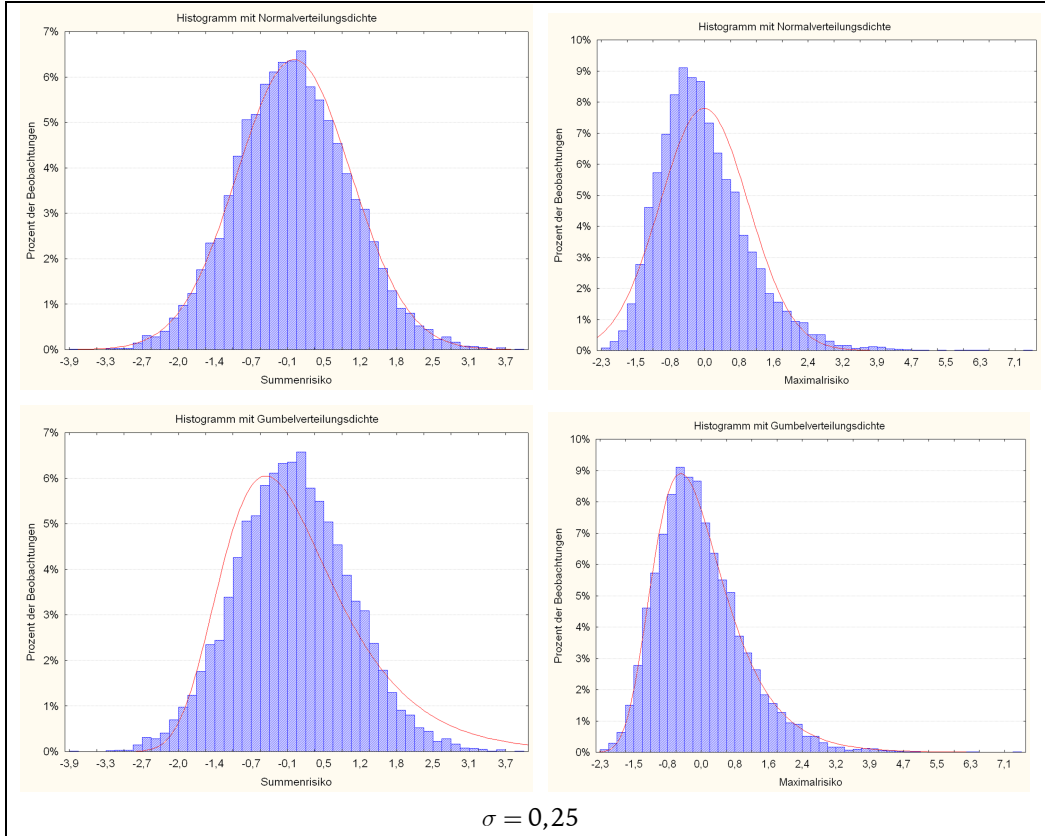 Histogramm mit Normalverteilungsdichte
Prozent der Beobachtungen
7%
6%
5%
4%
3%
2%
1%
0%
-3,9 -3,3 -2,7 -2,0 -1,4 -0,7 -0,1 0,5 1,2 1,8 2,5 3,1 3,7
Summenrisiko
Histogramm mit Normalverteilungsdichte
Prozent der Beobachtungen
10%
9%
8%
7%
6%
5%
4%
3%
2%
1%
0%
-2,3 -1,5 -0,8 0,0 0,8 1,6 2,4 3,2 3,9 4,7 5,5 6,3 7,1
Maximalrisiko
Histogramm mit Gumbelverteilungsdichte
Prozent der Beobachtungen
7%
6%
5%
4%
3%
2%
1%
0%
-3,9 -3,3 -2,7 -2,0 -1,4 -0,7 -0,1 0,5 1,2 1,8 2,5 3,1 3,7
Summenrisiko
Histogramm mit Gumbelverteilungsdichte
Prozent der Beobachtungen
10%
9%
8%
7%
6%
5%
4%
3%
2%
1%
0%
-2,3 -1,5 -0,8 0,0 0,8 1,6 2,4 3,2 3,9 4,7 5,5 6,3 7,1
Maximalrisiko
σ = 0,25